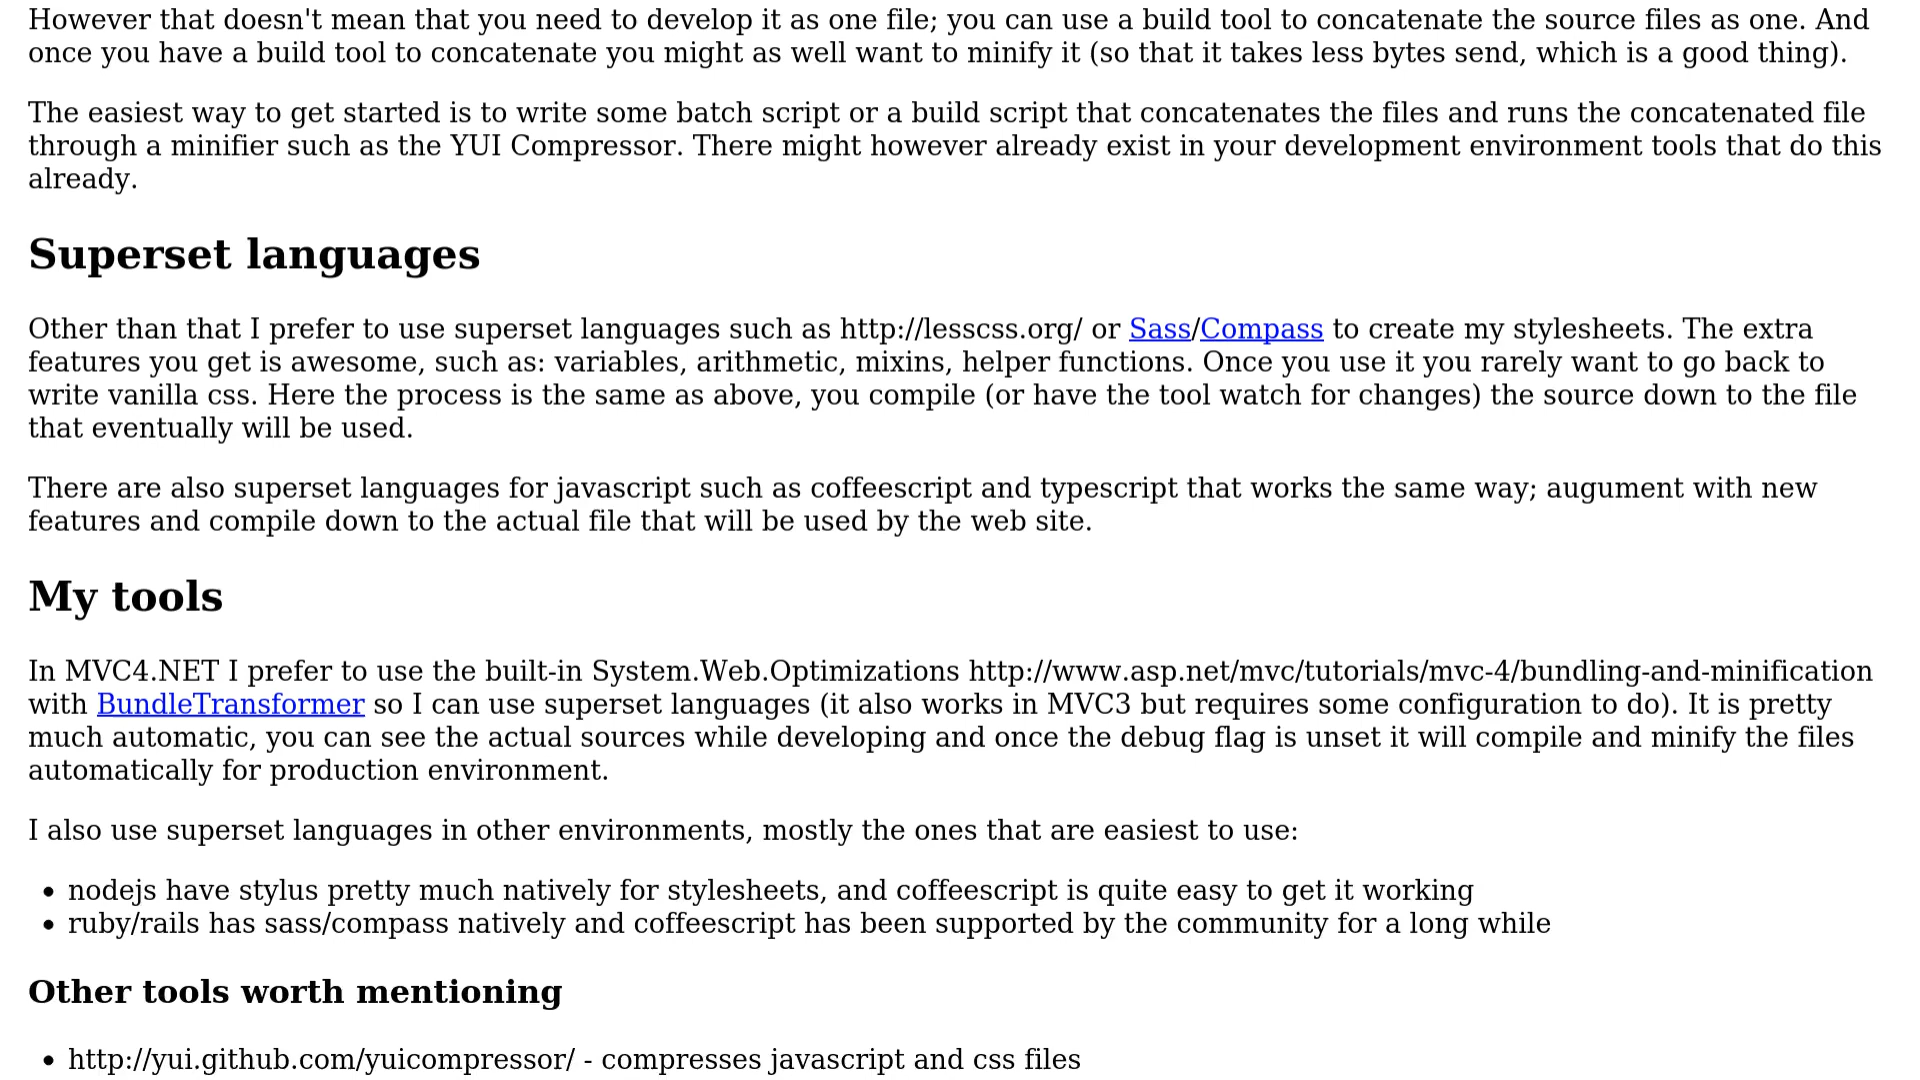 However that doesn't mean that you need to develop it as one file; you can use a build tool to concatenate the source files as one. And
once you have a build tool to concatenate you might as well want to minify it (so that it takes less bytes send, which is a good thing).
The easiest way to get started is to write some batch script or a build script that concatenates the files and runs the concatenated file
through a minifier such as the YUI Compressor. There might however already exist in your development environment tools that do this
already.
Superset languages
Other than that I prefer to use superset languages such as http://lesscss.org/ or Sass/Compass to create my stylesheets. The extra
features you get is awesome, such as: variables, arithmetic, mixins, helper functions. Once you use it you rarely want to go back to
write vanilla css. Here the process is the same as above, you compile (or have the tool watch for changes) the source down to the file
that eventually will be used.
There are also superset languages for javascript such as coffeescript and typescript that works the same way; augument with new
features and compile down to the actual file that will be used by the web site.
My tools
In MVC4.NET I prefer to use the built-in System.Web.Optimizations http://www.asp.net/mvc/tutorials/mvc-4/bundling-and-minification
with BundleTransformer so I can use superset languages (it also works in MVC3 but requires some configuration to do). It is pretty
much automatic, you can see the actual sources while developing and once the debug flag is unset it will compile and minify the files
automatically for production environment.
I also use superset languages in other environments, mostly the ones that are easiest to use:
• nodejs have stylus pretty much natively for stylesheets, and coffeescript is quite easy to get it working
• ruby/rails has sass/compass natively and coffeescript has been supported by the community for a long while
Other tools worth mentioning
• http://yui.github.com/yuicompressor/ - compresses javascript and css files